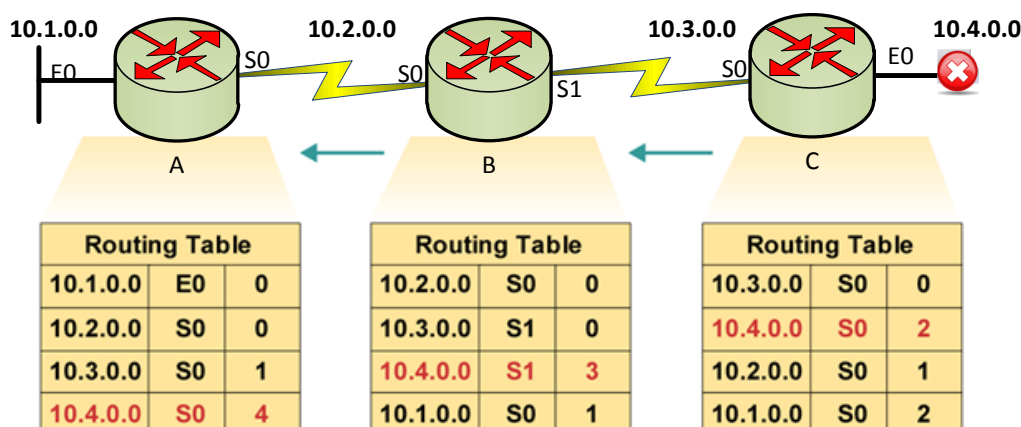 10.1.0.0 10.2.0.0 10.3.0.0 10.4.0.0
E0 S0 S0 S1 S0 E0
A B C
Routing Table
10.1.0.0 E0 0
10.2.0.0 S0 0
10.3.0.0 S0 1
10.4.0.0 S0 4
Routing Table
10.2.0.0 S0 0
10.3.0.0 S1 0
10.4.0.0 S1 3
10.1.0.0 S0 1
Routing Table
10.3.0.0 S0 0
10.4.0.0 S0 2
10.2.0.0 S0 1
10.1.0.0 S0 2